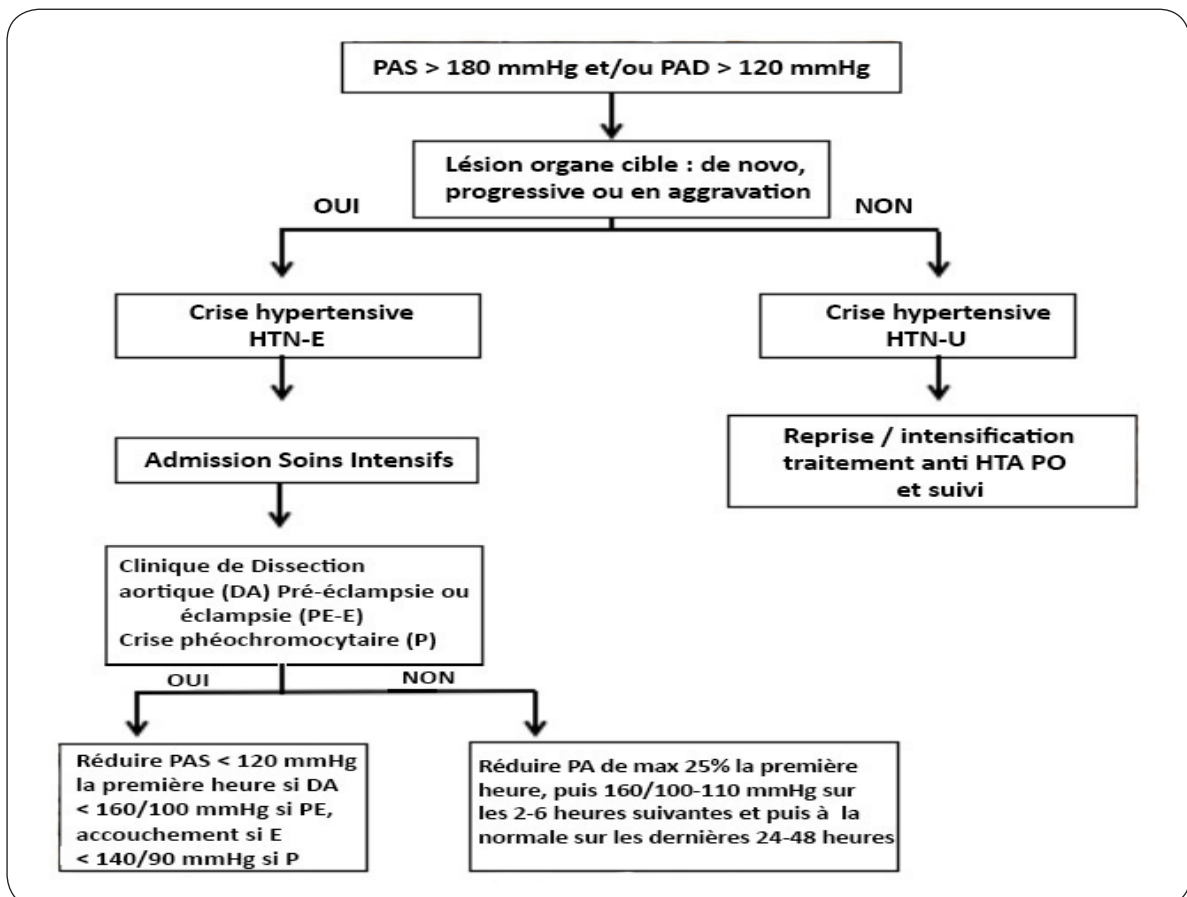 PAS > 180 mmHg et/ou PAD > 120 mmHg
Lésion organe cible : de novo,
progressive ou en aggravation
OUI
NON
Crise hypertensive
HTN-E
Crise hypertensive
HTN-U
Admission Soins Intensifs
Reprise / intensification
traitement anti HTA PO
et suivi
Clinique de Dissection
aortique (DA) Pré-éclampsie ou
éclampsie (PE-E)
Crise phéochromocytaire (P)
OUI
NON
Réduire PAS < 120 mmHg
la première heure si DA
< 160/100 mmHg si PE,
accouchement si E
< 140/90 mmHg si P
Réduire PA de max 25% la première
heure, puis 160/100-110 mmHg sur
les 2-6 heures suivantes et puis à la
normale sur les dernières 24-48 heures